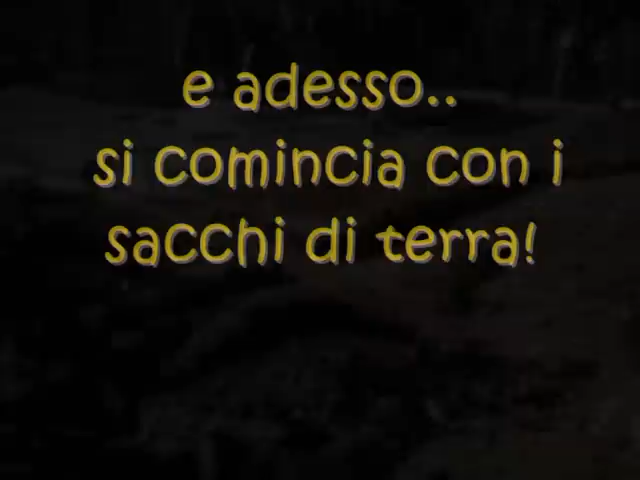 e adesso..
si comincia con i
sacchi di terra!